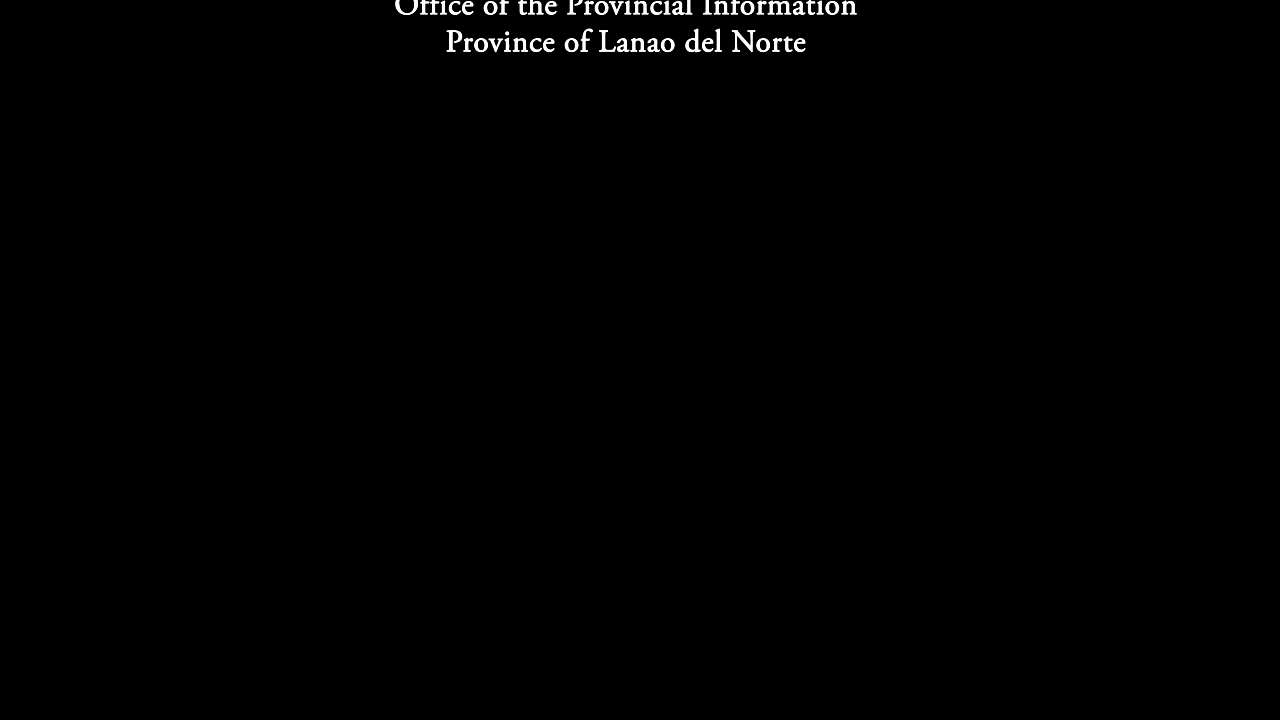 Office of the Provincial Information
Province of Lanao del Norte